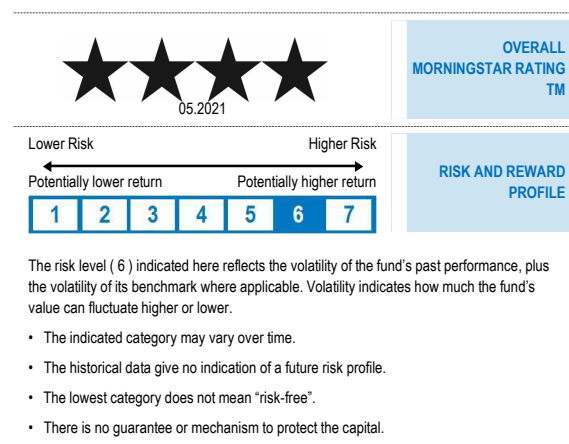 OVERALL
MORNINGSTAR RATING
TM
05.2021
Lower Risk Higher Risk
Potentially lower return Potentially higher return
1 2 3 4 5 6 7
RISK AND REWARD
PROFILE
The risk level ( 6 ) indicated here reflects the volatility of the fund’s past performance, plus
the volatility of its benchmark where applicable. Volatility indicates how much the fund’s
value can fluctuate higher or lower.
• The indicated category may vary over time.
• The historical data give no indication of a future risk profile.
• The lowest category does not mean “risk-free”.
• There is no guarantee or mechanism to protect the capital.